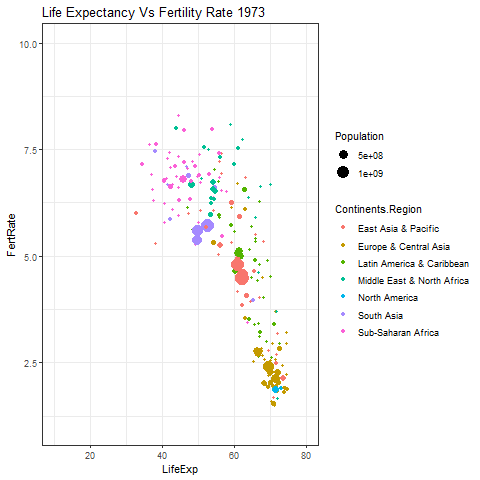 Life Expectancy Vs Fertility Rate 1973
10.0
7.5
5.0
2.5
FertRate
20
40
60
80
LifeExp
Population
5e+08
1e+09
Continents.Region
East Asia & Pacific
Europe & Central Asia
Latin America & Caribbean
Middle East & North Africa
North America
South Asia
Sub-Saharan Africa